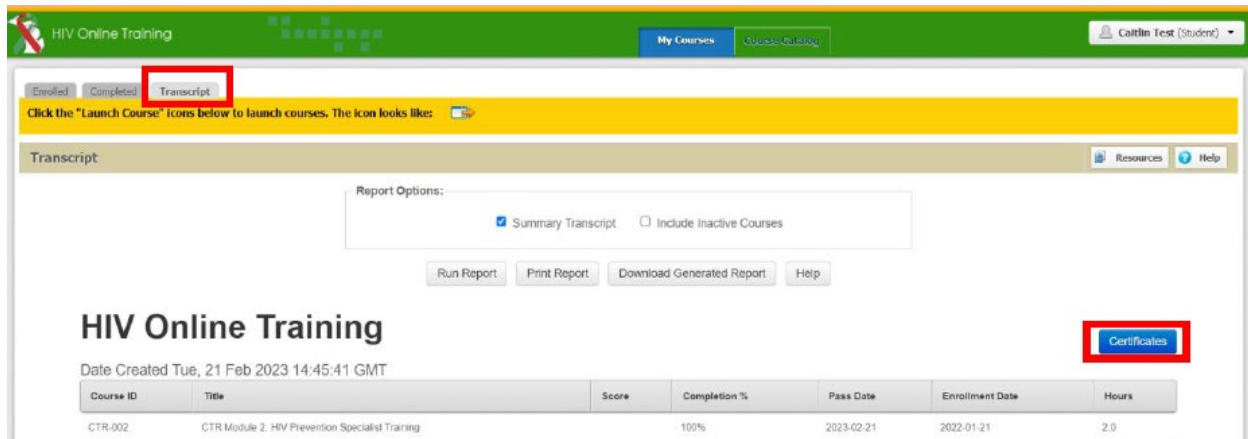 HIV Online Training
My Courses
Course Catalog
Caitlin Test (Student)
Enrolled
Completed
Transcript
Click the "Launch Course" icons below to launch courses. The icon looks like:
Transcript
Resources
Help
Report Options:
Summary Transcript
Include Inactive Courses
Run Report
Print Report
Download Generated Report
Help
HIV Online Training
Certificates
Date Created Tue, 21 Feb 2023 14:45:41 GMT
Course ID Title Score Completion % Pass Date Enrollment Date Hours
CTR-002 CTR Module 2: HIV Prevention Specialist Training 100% 2023-02-21 2022-01-21 2.0